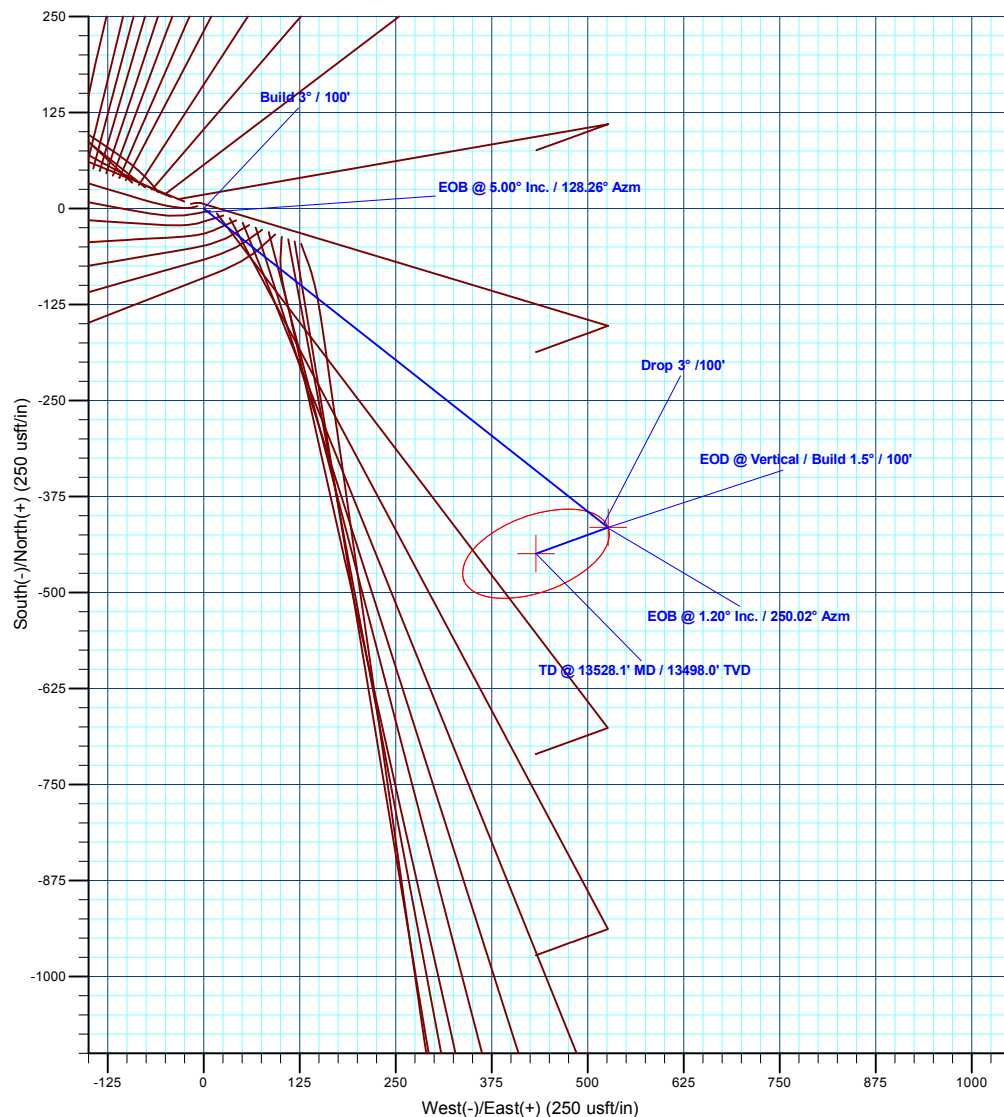 250
125
0
-125
-250
-375
-500
-625
-750
-875
-1000
South(-)/North(+) (250 usft/in)
Build 3° / 100'
EOB @ 5.00° Inc. / 128.26° Azm
Drop 3° /100'
EOD @ Vertical / Build 1.5° / 100'
EOB @ 1.20° Inc. / 250.02° Azm
TD @ 13528.1' MD / 13498.0' TVD
-125 0 125 250 375 500 625 750 875 1000
West(-)/East(+) (250 usft/in)